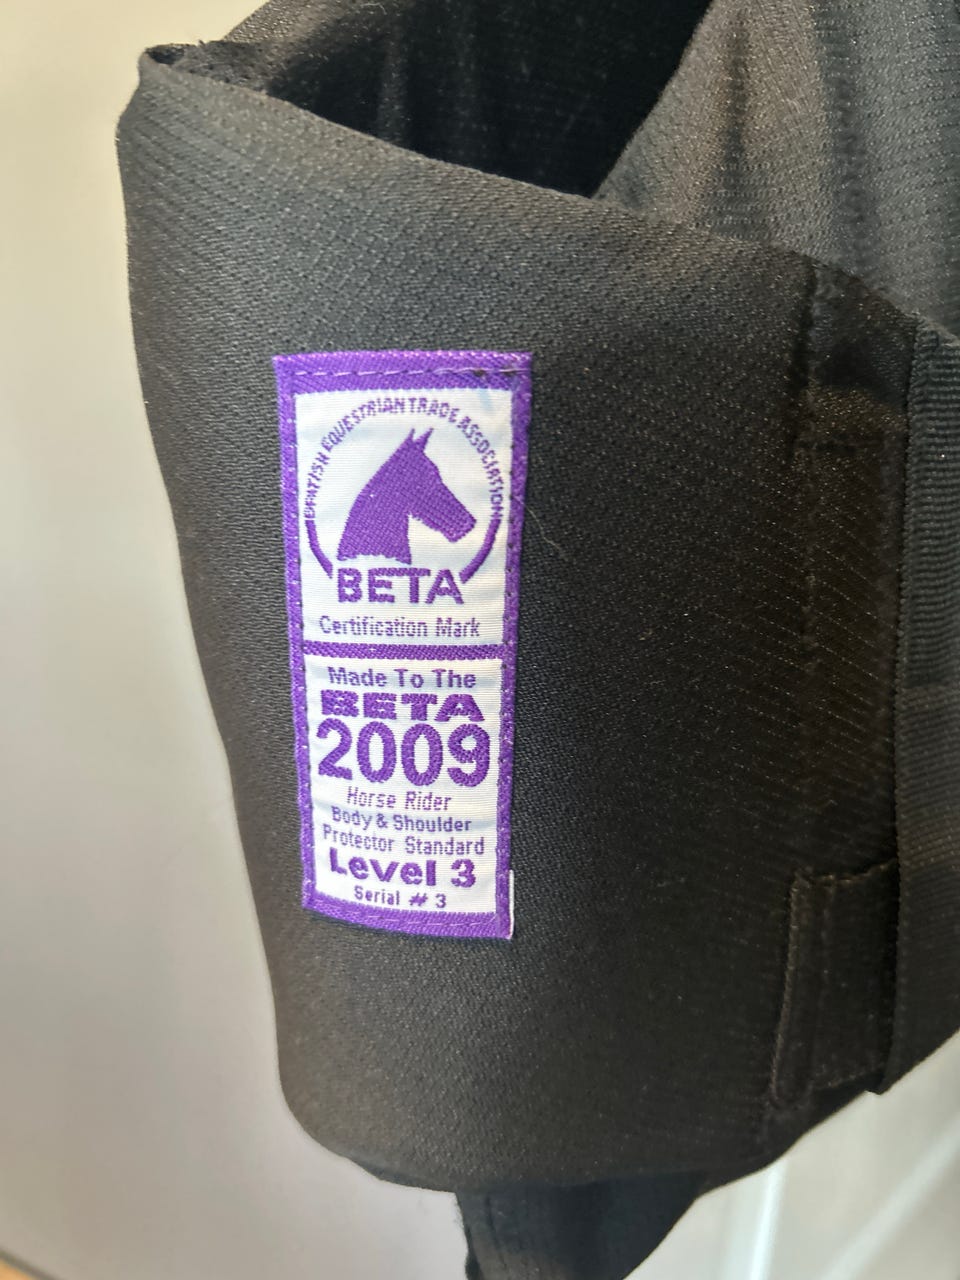 BRITISH EQUESTRIAN TRADE ASSOCIATION
BETA
Certification Mark
Made To The
BETA
2009
Horse Rider
Body & Shoulder
Protector Standard
Level 3
Serial # 3